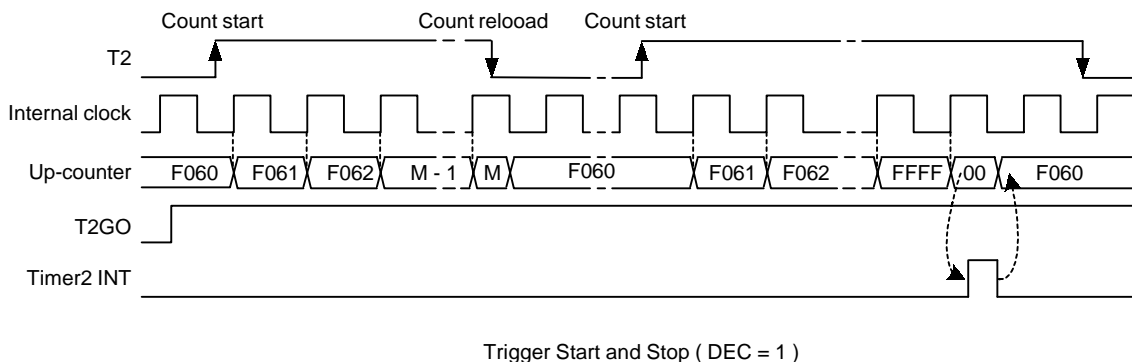 Count start Count relooad Count start
T2
Internal clock
Up-counter F060 F061 F062 M - 1 M F060 F061 F062 FFFF 00 F060
T2GO
Timer2 INT
Trigger Start and Stop ( DEC = 1 )